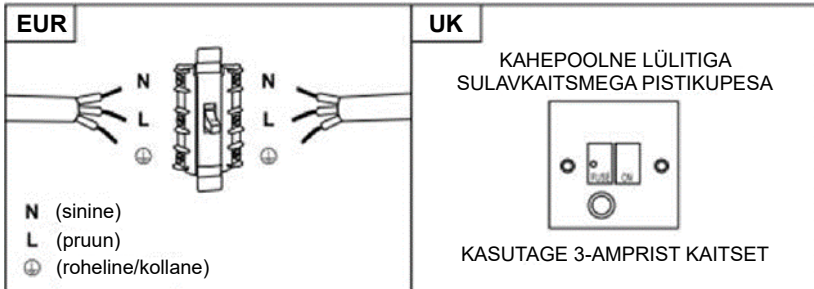 EUR
N N
L L
N (sinine)
L (pruun)
(roheline/kollane)
UK
KAHEPOOLNE LÜLITIGA
SULAVKAITSMEGA PISTIKUPESA
FUSE ON
KASUTAGE 3-AMPRIST KAITSET